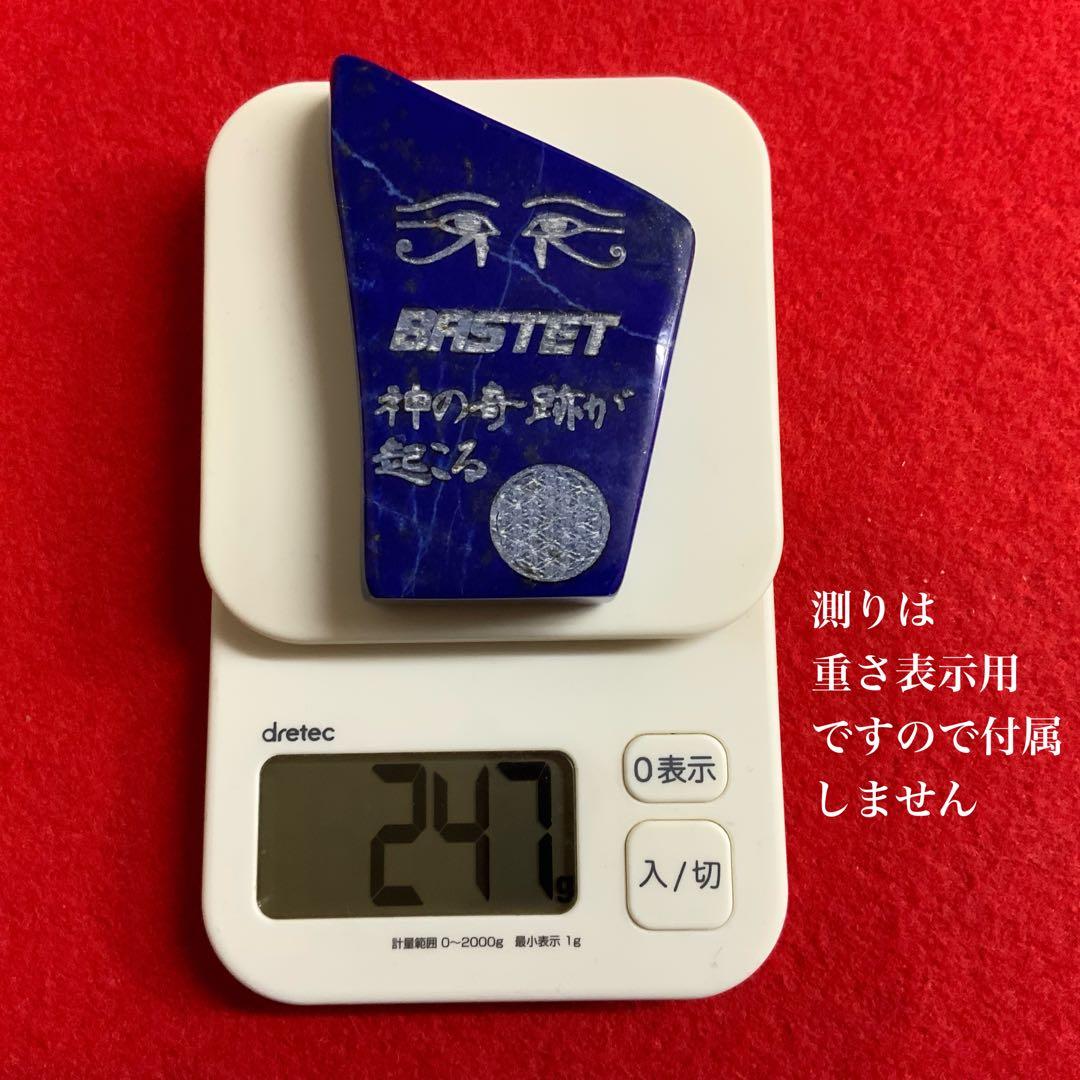 BASTET
神の奇跡が
起こる
測りは
重さ表示用
ですので付属
しません
dretec
0表示
247g
入/切
計量範囲 0～2000g 最小表示 1g